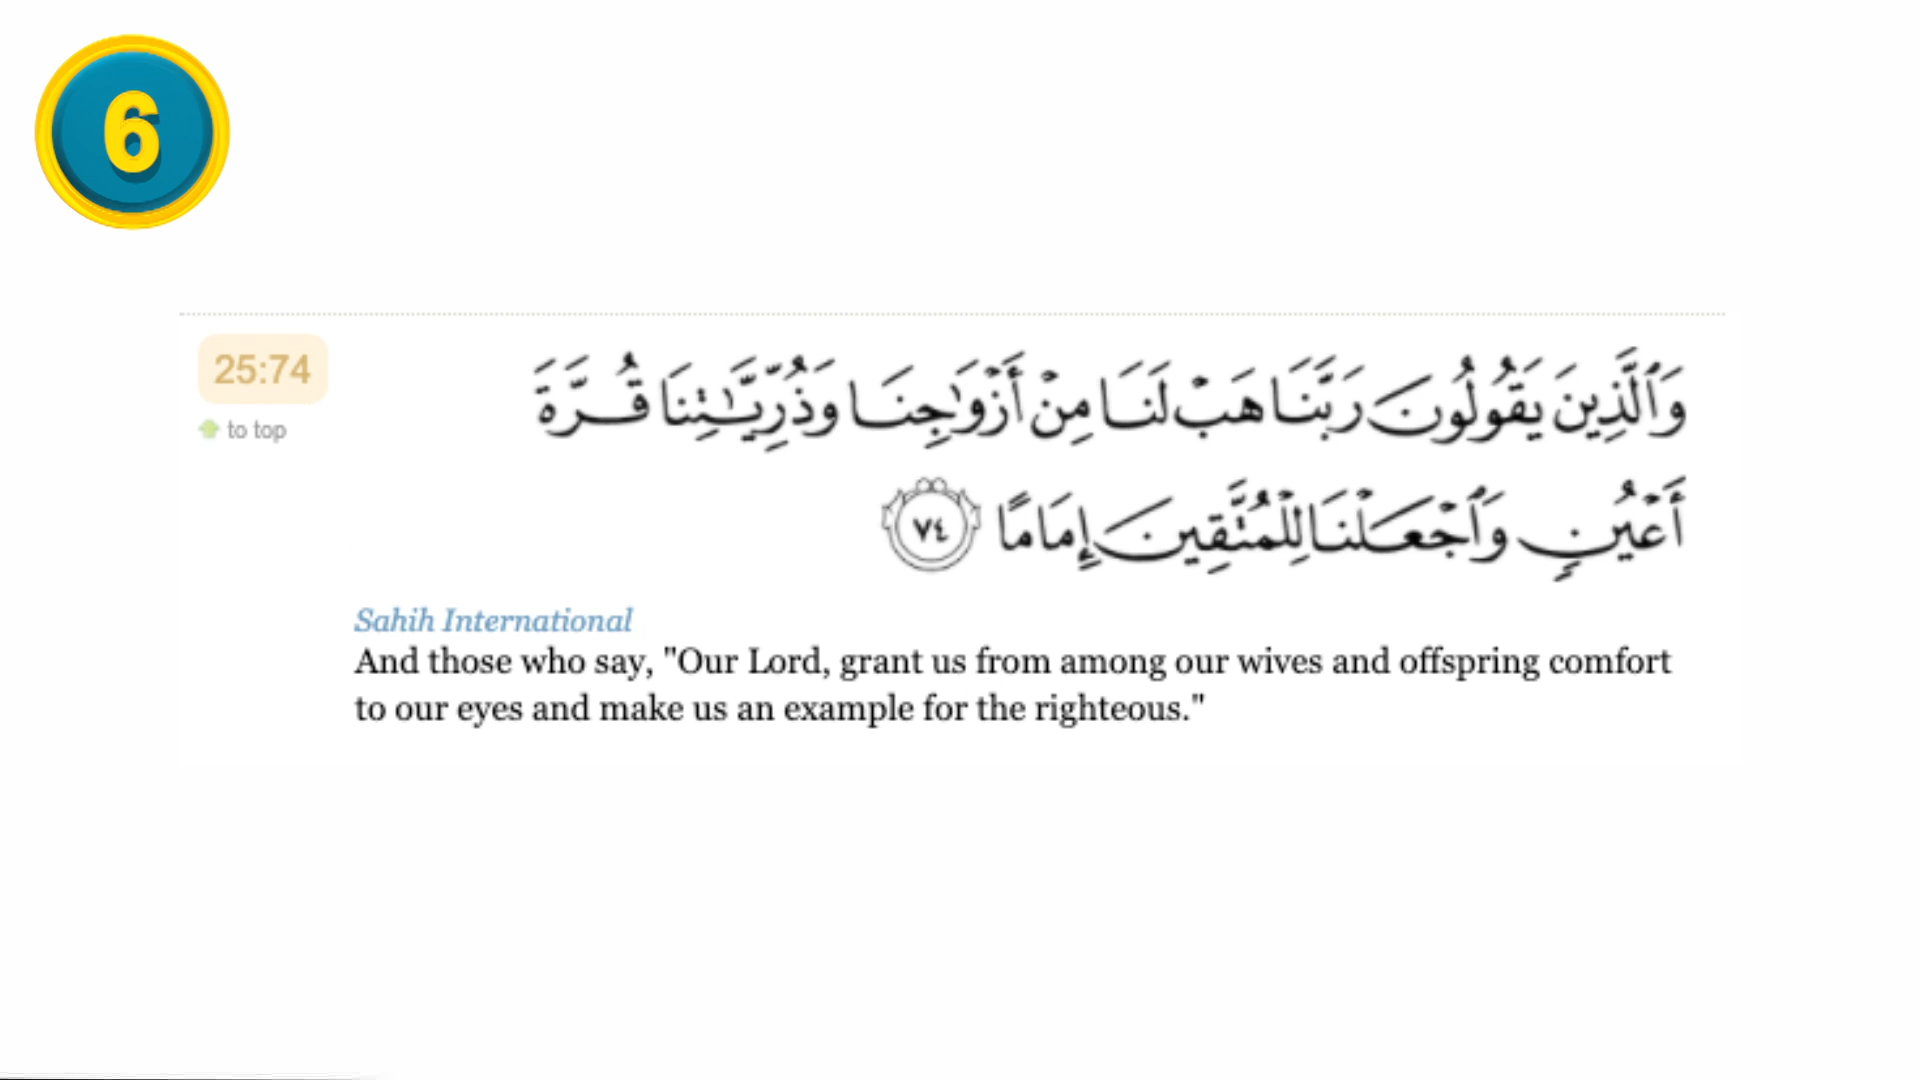 6
25:74
to top
وَٱلَّذِينَ يَقُولُونَ رَبَّنَا هَبْ لَنَا مِنْ أَزْوَٰجِنَا وَذُرِّيَّـٰتِنَا قُرَّةَ
أَعْيُنٍ وَٱجْعَلْنَا لِلْمُتَّقِينَ إِمَامًا ٧٤
Sahih International
And those who say, "Our Lord, grant us from among our wives and offspring comfort
to our eyes and make us an example for the righteous."